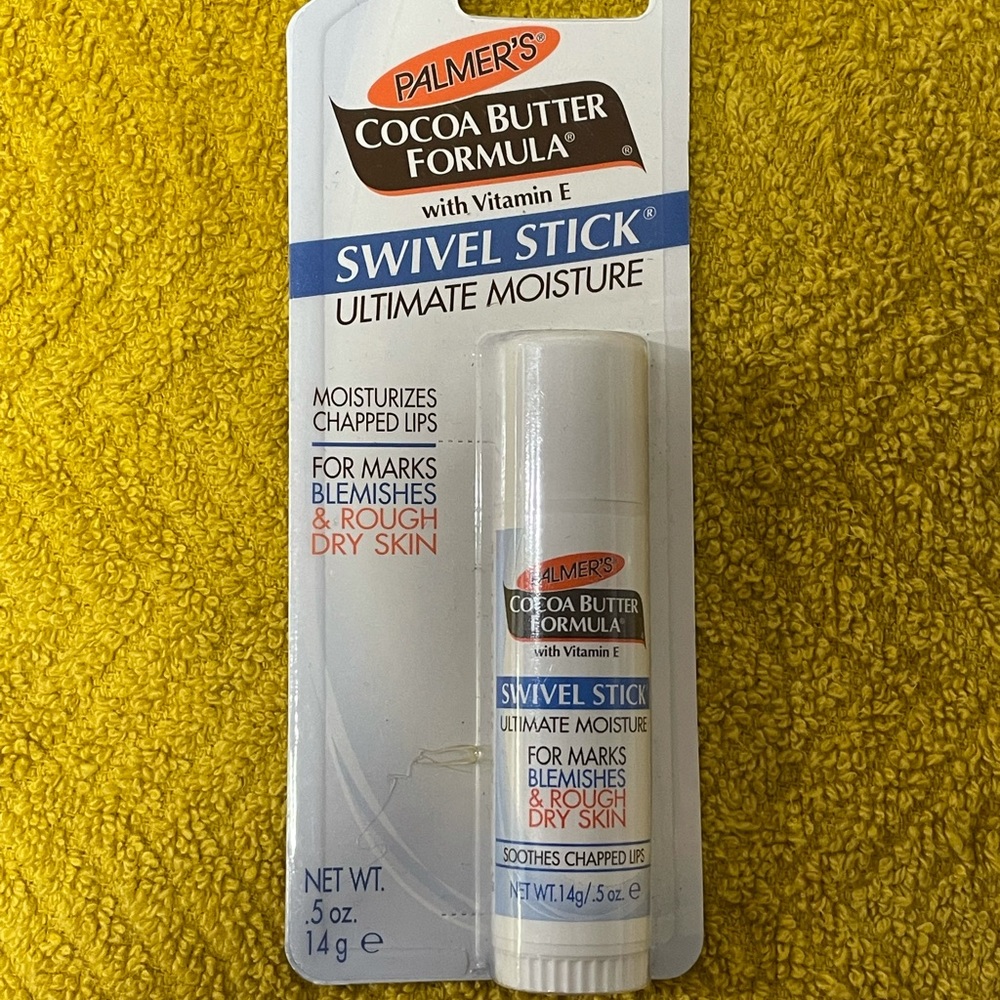 PALMER'S®
COCOA BUTTER
FORMULA®
®
with Vitamin E
SWIVEL STICK®
ULTIMATE MOISTURE
MOISTURIZES
CHAPPED LIPS
FOR MARKS
BLEMISHES
& ROUGH
DRY SKIN
NET WT.
.5 oz.
14 g e
PALMER'S®
COCOA BUTTER
FORMULA®
with Vitamin E
SWIVEL STICK
ULTIMATE MOISTURE
FOR MARKS
BLEMISHES
& ROUGH
DRY SKIN
SOOTHES CHAPPED LIPS
NET WT.14g/.5 oz. e